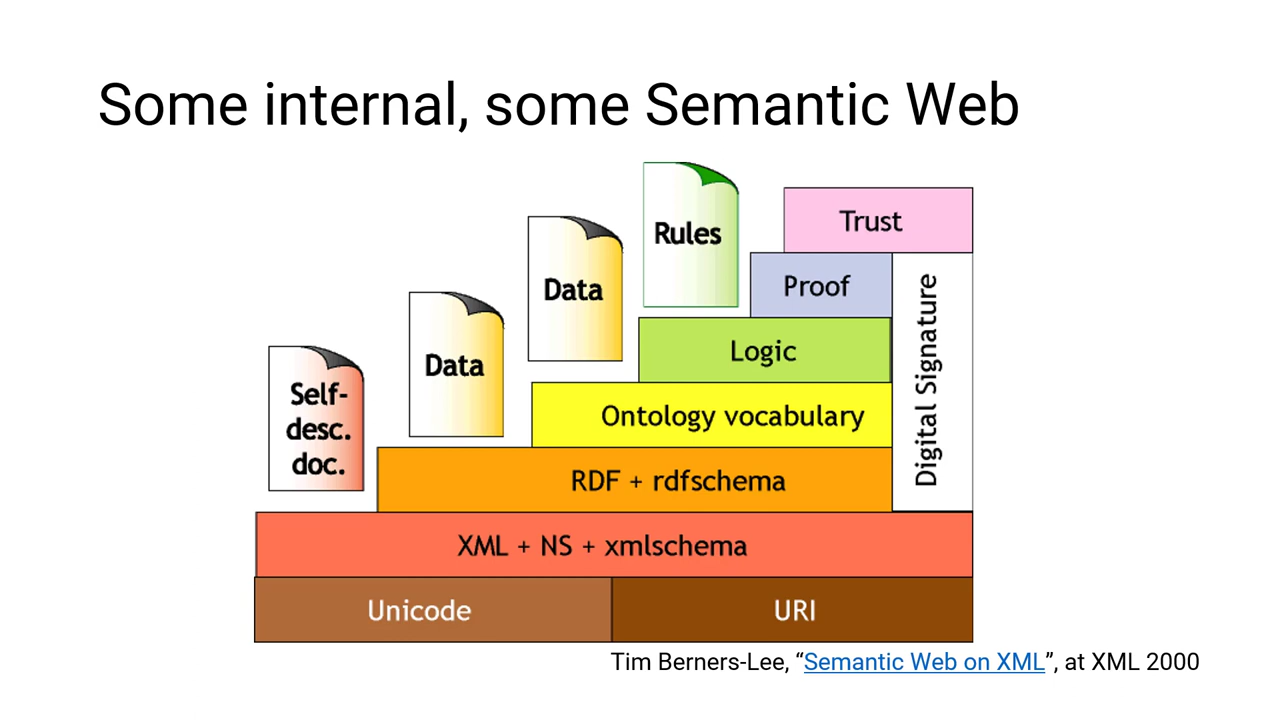 Some internal, some Semantic Web
Rules
Trust
Data
Proof
Data
Logic
Self-
desc.
doc.
Digital Signature
Ontology vocabulary
RDF + rdfschema
XML + NS + xmlschema
Unicode
URI
Tim Berners-Lee, “Semantic Web on XML”, at XML 2000